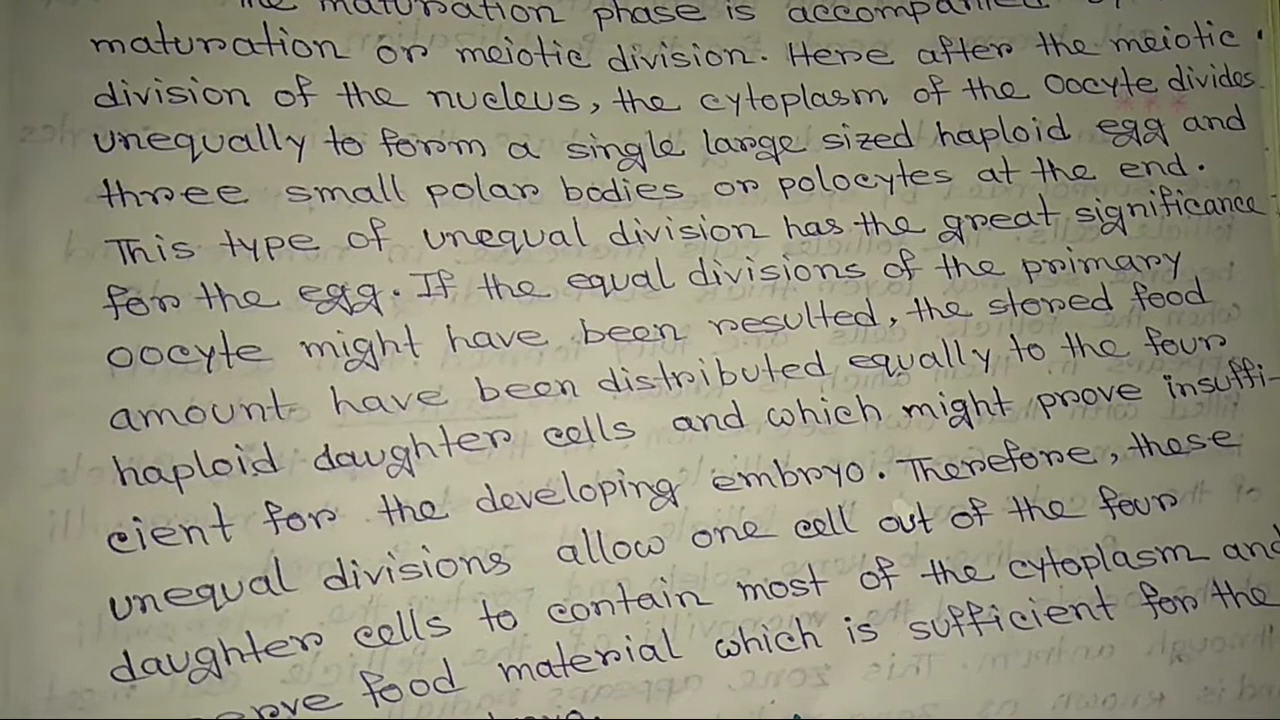 The maturation phase is accompanied
maturation or meiotic division. Here after the meiotic
division of the nucleus, the cytoplasm of the Oocyte divides
unequally to form a single large sized haploid egg and
three small polar bodies or polocytes at the end.
This type of unequal division has the great significance
for the egg. If the equal divisions of the primary
oocyte might have been resulted, the stored food
amount have been distributed equally to the four
haploid daughter cells and which might prove insuffi-
cient for the developing embryo. Therefore, these
unequal divisions allow one cell out of the four
daughter cells to contain most of the cytoplasm and
food material which is sufficient for the